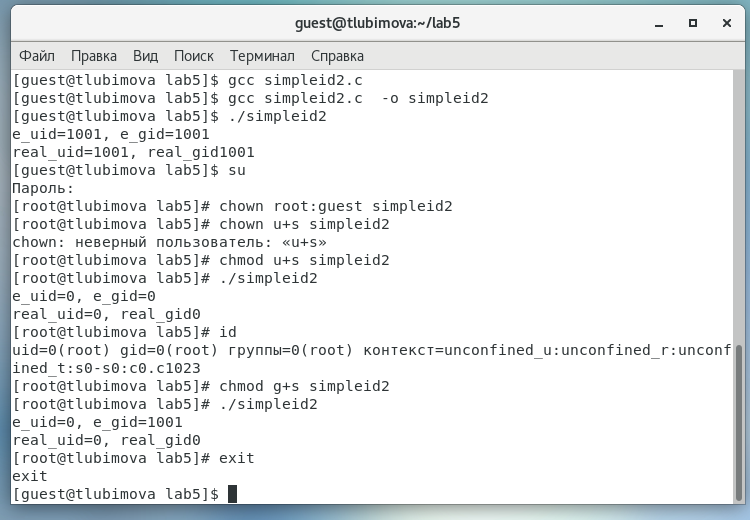 guest@tlubimova:~/lab5
Файл Правка Вид Поиск Терминал Справка
[guest@tlubimova lab5]$ gcc simpleid2.c
[guest@tlubimova lab5]$ gcc simpleid2.c  -o simpleid2
[guest@tlubimova lab5]$ ./simpleid2
e_uid=1001, e_gid=1001
real_uid=1001, real_gid1001
[guest@tlubimova lab5]$ su
Пароль:
[root@tlubimova lab5]# chown root:guest simpleid2
[root@tlubimova lab5]# chown u+s simpleid2
chown: неверный пользователь: «u+s»
[root@tlubimova lab5]# chmod u+s simpleid2
[root@tlubimova lab5]# ./simpleid2
e_uid=0, e_gid=0
real_uid=0, real_gid0
[root@tlubimova lab5]# id
uid=0(root) gid=0(root) группы=0(root) контекст=unconfined_u:unconfined_r:unconf
ined_t:s0-s0:c0.c1023
[root@tlubimova lab5]# chmod g+s simpleid2
[root@tlubimova lab5]# ./simpleid2
e_uid=0, e_gid=1001
real_uid=0, real_gid0
[root@tlubimova lab5]# exit
exit
[guest@tlubimova lab5]$